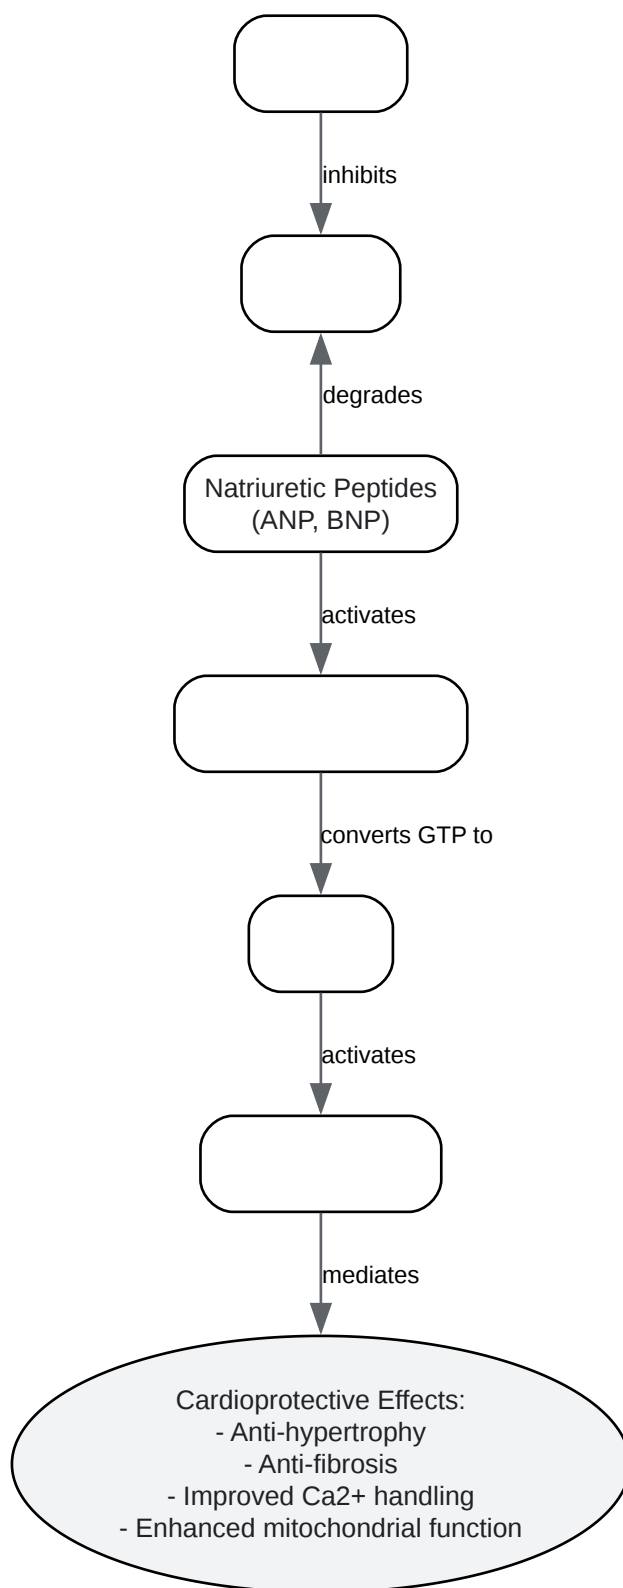 inhibits
degrades
Natriuretic Peptides
(ANP, BNP)
activates
converts GTP to
activates
mediates
Cardioprotective Effects:
- Anti-hypertrophy
- Anti-fibrosis
- Improved Ca2+ handling
- Enhanced mitochondrial function